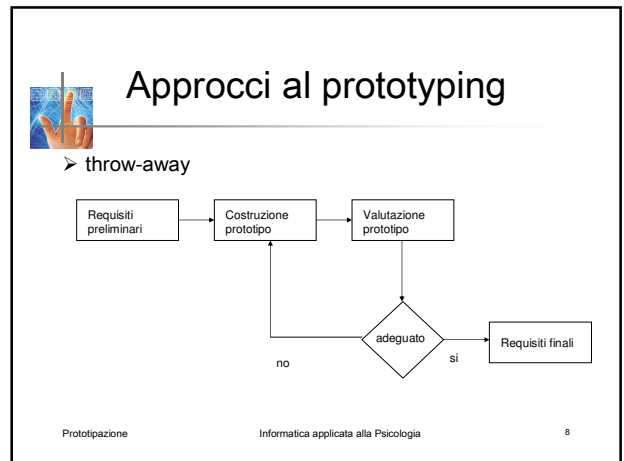 Approcci al prototyping
➢ throw-away
Requisiti
preliminari
Costruzione
prototipo
Valutazione
prototipo
adeguato
Requisiti finali
no
si
Prototipazione
Informatica applicata alla Psicologia
8